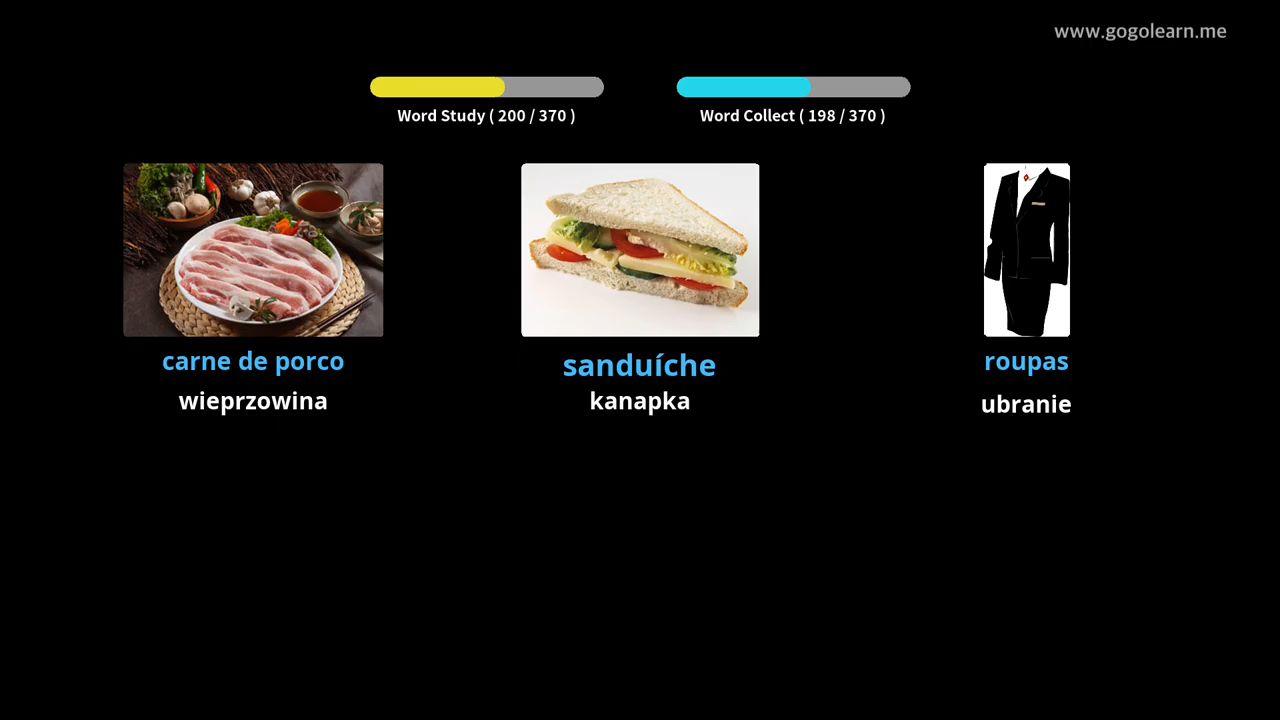 www.gogolearn.me
Word Study ( 200 / 370 )
Word Collect ( 198 / 370 )
carne de porco
sanduíche
roupas
wieprzowina
kanapka
ubranie